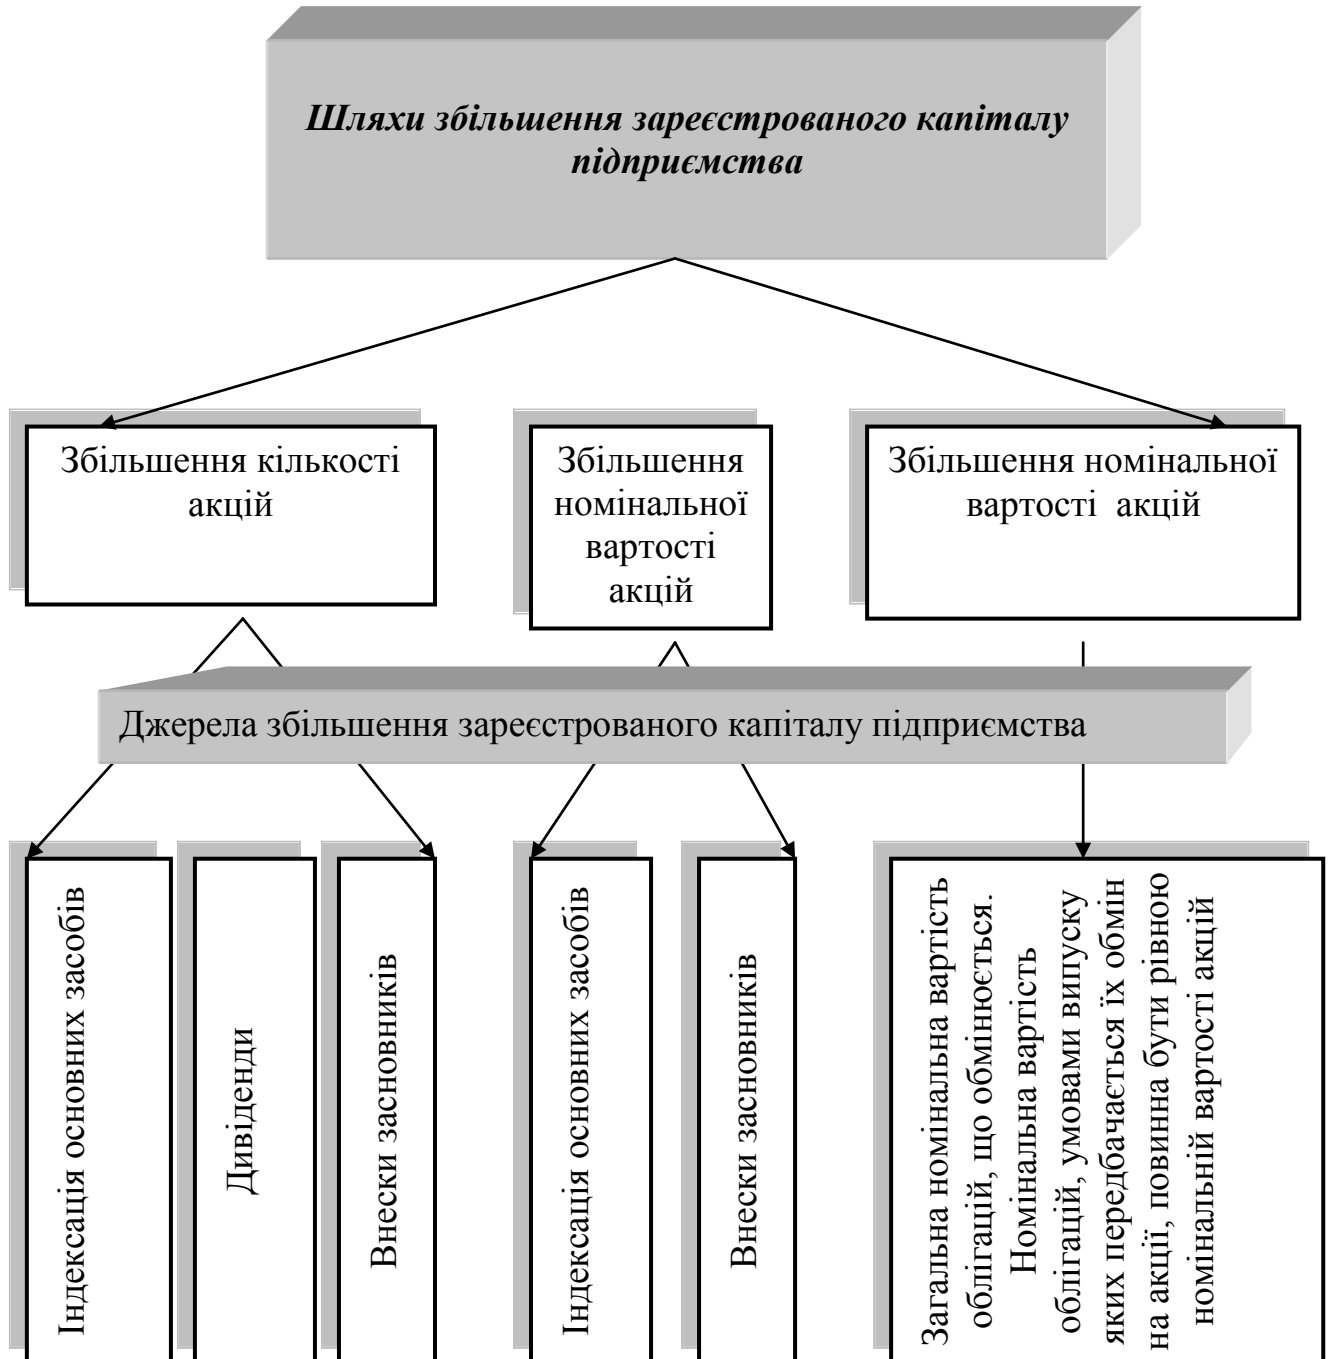 Шляхи збільшення зареєстрованого капіталу
підприємства
Збільшення кількості
акцій
Збільшення
номінальної
вартості
акцій
Збільшення номінальної
вартості акцій
Джерела збільшення зареєстрованого капіталу підприємства
Індексація основних засобів
Дивіденди
Внески засновників
Індексація основних засобів
Внески засновників
Загальна номінальна вартість
облігацій, що обмінюється.
Номінальна вартість
облігацій, умовами випуску
яких передбачається їх обмін
на акції, повинна бути рівною
номінальній вартості акцій